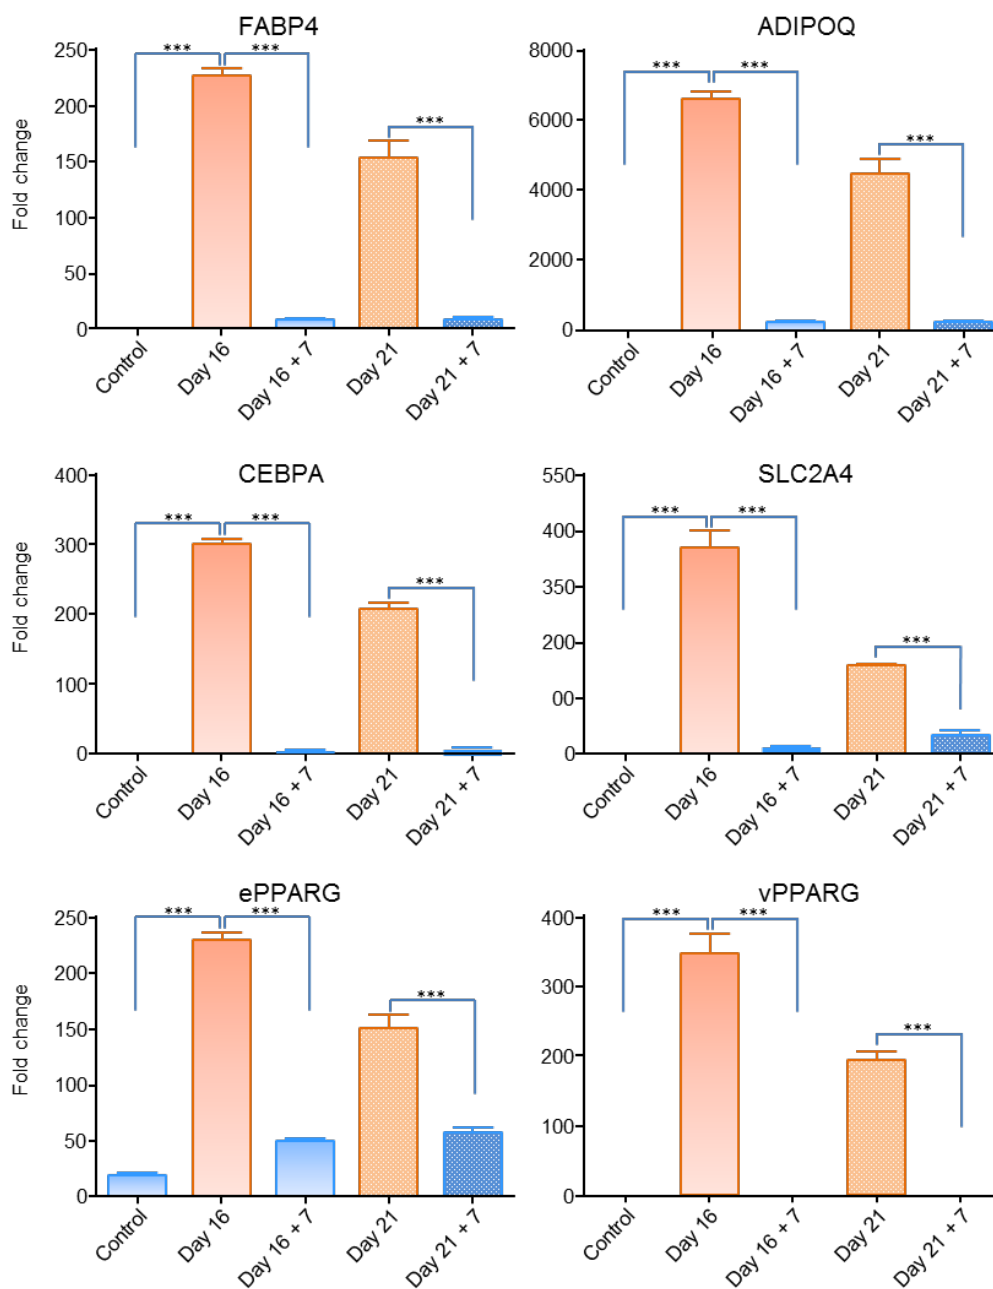 FABP4
Fold change
250
200
150
100
50
0
***
***
***
Control
Day 16
Day 16 + 7
Day 21
Day 21 + 7
ADIPOQ
8000
6000
4000
2000
0
***
***
***
Control
Day 16
Day 16 + 7
Day 21
Day 21 + 7
CEBPA
Fold change
400
300
200
100
0
***
***
***
Control
Day 16
Day 16 + 7
Day 21
Day 21 + 7
SLC2A4
550
400
350
200
00
0
***
***
***
Control
Day 16
Day 16 + 7
Day 21
Day 21 + 7
ePPARG
Fold change
250
200
150
100
50
0
***
***
***
Control
Day 16
Day 16 + 7
Day 21
Day 21 + 7
vPPARG
400
300
200
100
0
***
***
***
Control
Day 16
Day 16 + 7
Day 21
Day 21 + 7